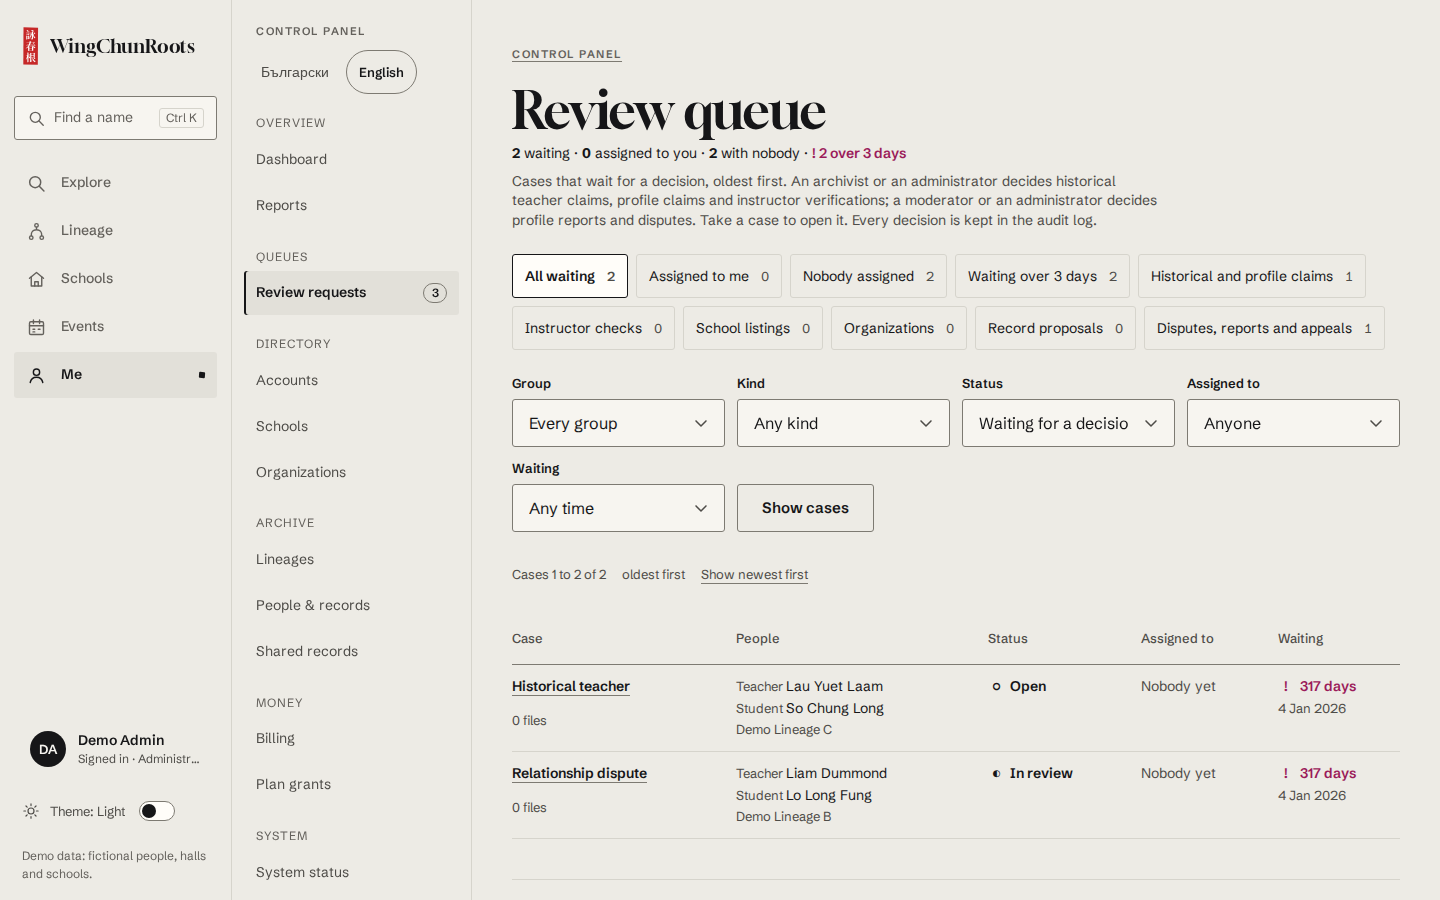 詠春根
WingChunRoots
Find a name
Ctrl K
Explore
Lineage
Schools
Events
Me
DA
Demo Admin
Signed in · Administr...
Theme: Light
Demo data: fictional people, halls
and schools.
CONTROL PANEL
Български
English
OVERVIEW
Dashboard
Reports
QUEUES
Review requests 3
DIRECTORY
Accounts
Schools
Organizations
ARCHIVE
Lineages
People & records
Shared records
MONEY
Billing
Plan grants
SYSTEM
System status
CONTROL PANEL
Review queue
2 waiting · 0 assigned to you · 2 with nobody · ! 2 over 3 days
Cases that wait for a decision, oldest first. An archivist or an administrator decides historical
teacher claims, profile claims and instructor verifications; a moderator or an administrator decides
profile reports and disputes. Take a case to open it. Every decision is kept in the audit log.
All waiting 2 Assigned to me 0 Nobody assigned 2 Waiting over 3 days 2 Historical and profile claims 1
Instructor checks 0 School listings 0 Organizations 0 Record proposals 0 Disputes, reports and appeals 1
Group Kind Status Assigned to
Every group Any kind Waiting for a decisio Anyone
Waiting
Any time Show cases
Cases 1 to 2 of 2 oldest first Show newest first
Case People Status Assigned to Waiting
Historical teacher Teacher Lau Yuet Laam Open Nobody yet ! 317 days
Student So Chung Long 4 Jan 2026
0 files
Demo Lineage C
Relationship dispute Teacher Liam Dummond In review Nobody yet ! 317 days
Student Lo Long Fung 4 Jan 2026
0 files
Demo Lineage B